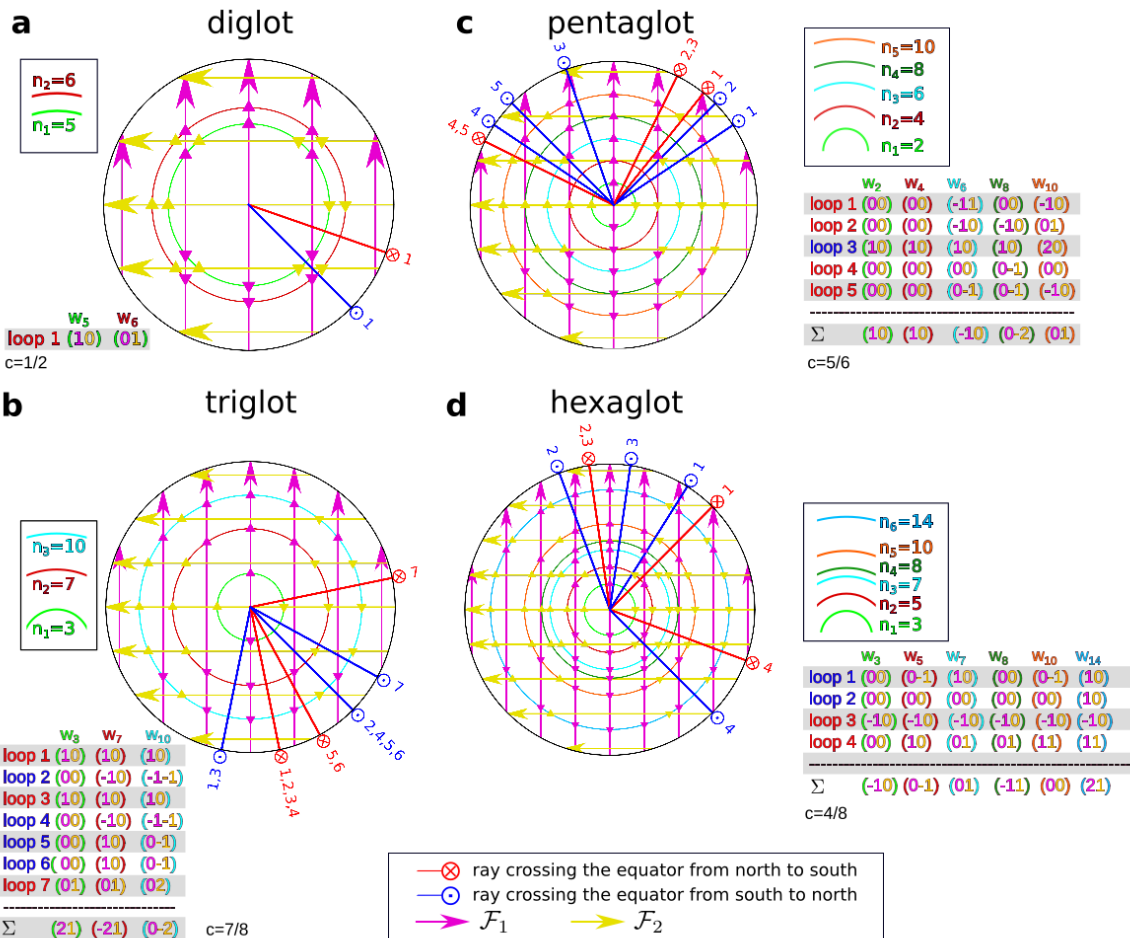 a
diglot
n₂=6
n₁=5
1
1
w₅ w₆
loop 1 (10) (01)
c=1/2
c
pentaglot
3
2,3
1
2
1
5
4
4,5
n₅=10
n₄=8
n₃=6
n₂=4
n₁=2
w₂ w₄ w₆ w₈ w₁₀
loop 1 (00) (00) (-11) (00) (-10)
loop 2 (00) (00) (-10) (-10) (01)
loop 3 (10) (10) (10) (10) (20)
loop 4 (00) (00) (00) (0-1) (00)
loop 5 (00) (00) (0-1) (0-1) (-10)
Σ (10) (10) (-10) (0-2) (01)
c=5/6
b
triglot
n₃=10
n₂=7
n₁=3
7
7
2,4,5,6
5,6
1,2,3,4
1,3
w₃ w₇ w₁₀
loop 1 (10) (10) (10)
loop 2 (00) (-10) (-1-1)
loop 3 (10) (10) (10)
loop 4 (00) (-10) (-1-1)
loop 5 (00) (10) (0-1)
loop 6( 00) (10) (0-1)
loop 7 (01) (01) (02)
Σ (21) (-21) (0-2)
c=7/8
d
hexaglot
2
2,3
3
1
1
4
4
n₆=14
n₅=10
n₄=8
n₃=7
n₂=5
n₁=3
w₃ w₅ w₇ w₈ w₁₀ w₁₄
loop 1 (00) (0-1) (10) (00) (0-1) (10)
loop 2 (00) (00) (00) (00) (00) (10)
loop 3 (-10) (-10) (-10) (-10) (-10) (-10)
loop 4 (00) (10) (01) (01) (11) (11)
Σ (-10) (0-1) (01) (-11) (00) (21)
c=4/8
ray crossing the equator from north to south
ray crossing the equator from south to north
ℱ₁ ℱ₂